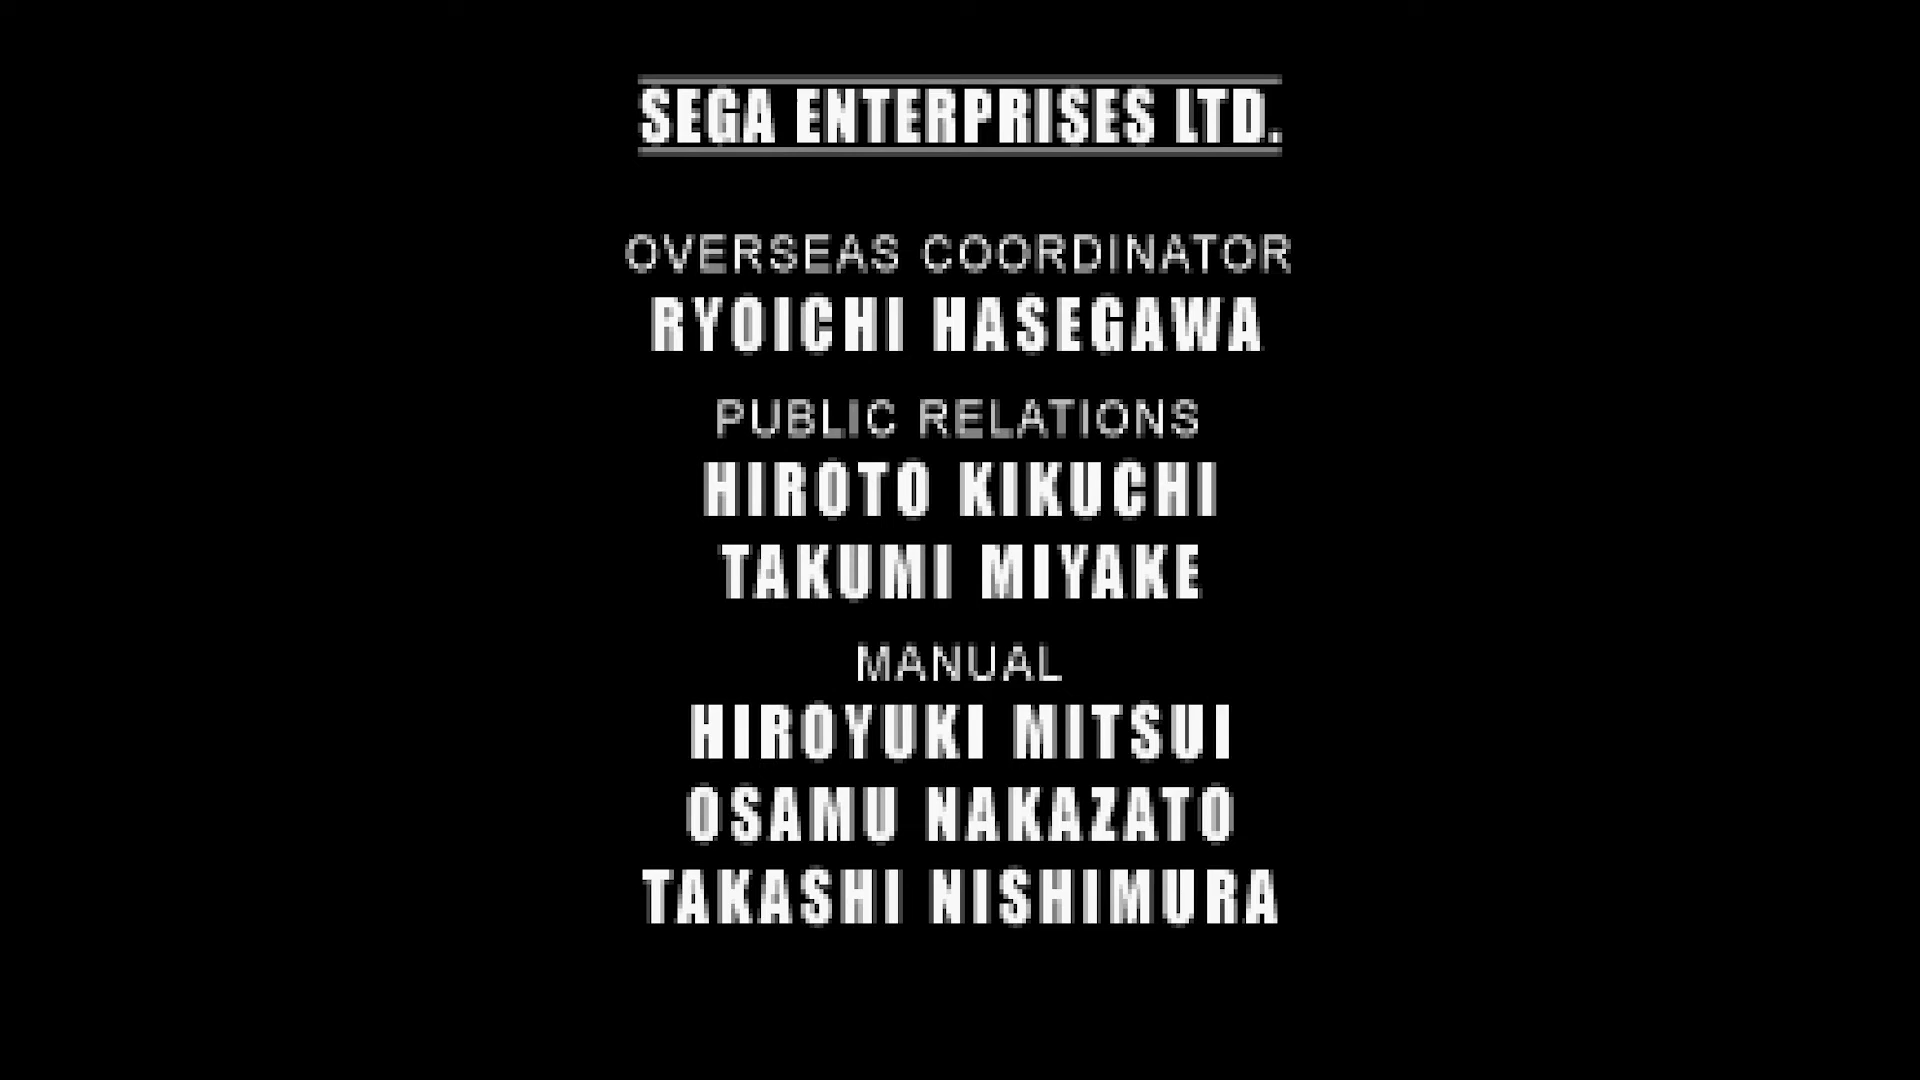 SEGA ENTERPRISES LTD.
OVERSEAS COORDINATOR
RYOICHI HASEGAWA
PUBLIC RELATIONS
HIROTO KIKUCHI
TAKUMI MIYAKE
MANUAL
HIROYUKI MITSUI
OSAMU NAKAZATO
TAKASHI NISHIMURA